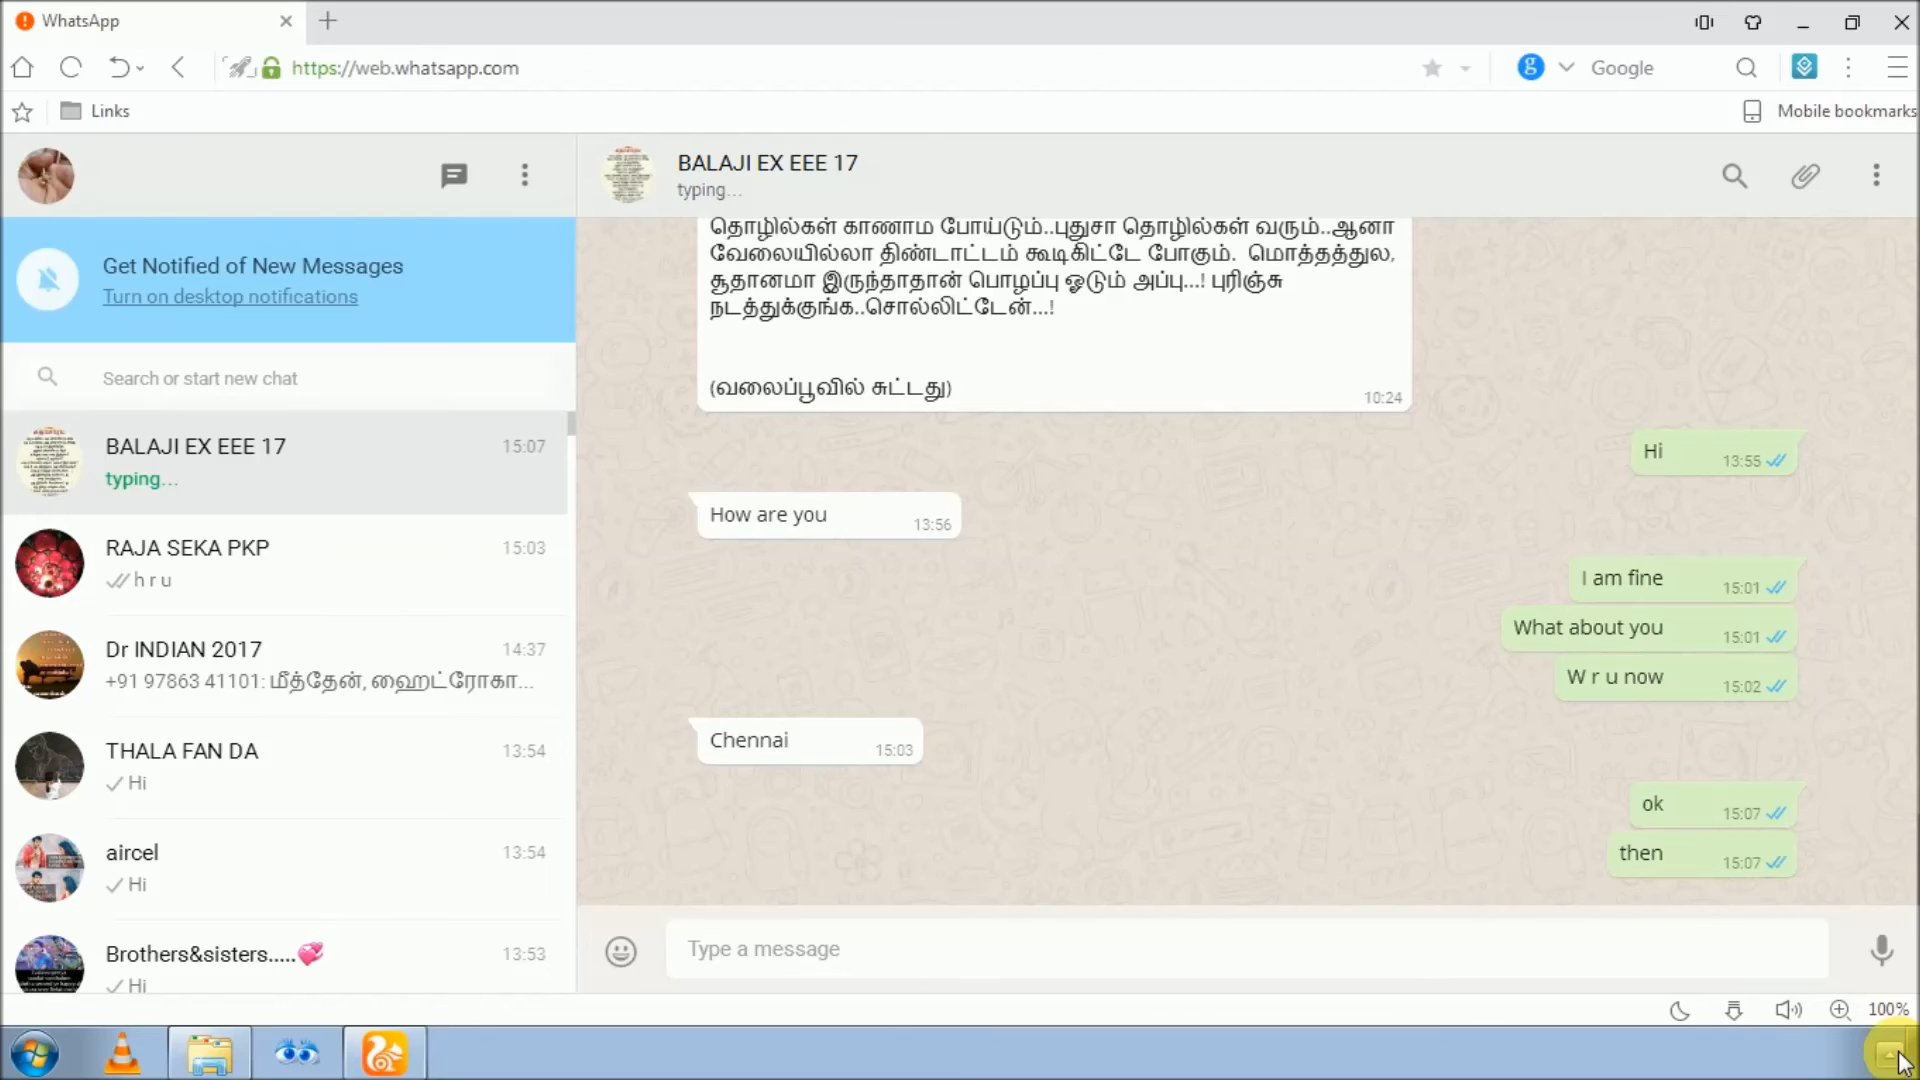 WhatsApp
https://web.whatsapp.com
Google
Links
Mobile bookmarks
Get Notified of New Messages
Turn on desktop notifications
Search or start new chat
BALAJI EX EEE 17
15:07
typing...
RAJA SEKA PKP
15:03
h r u
Dr INDIAN 2017
14:37
+91 97863 41101: மீத்தேன், ஹைட்ரோகா...
THALA FAN DA
13:54
Hi
aircel
13:54
Hi
Brothers&sisters.....💞
13:53
Hi
BALAJI EX EEE 17
typing...
தொழில்கள் காணாம போய்டும்..புதுசா தொழில்கள் வரும்..ஆனா
வேலையில்லா திண்டாட்டம் கூடிகிட்டே போகும். மொத்தத்துல,
சூதானமா இருந்தாதான் பொழப்பு ஓடும் அப்பு...! புரிஞ்சு
நடத்துக்குங்க..சொல்லிட்டேன்...!
(வலைப்பூவில் சுட்டது)
10:24
Hi
13:55
How are you
13:56
I am fine
15:01
What about you
15:01
W r u now
15:02
Chennai
15:03
ok
15:07
then
15:07
Type a message
100%